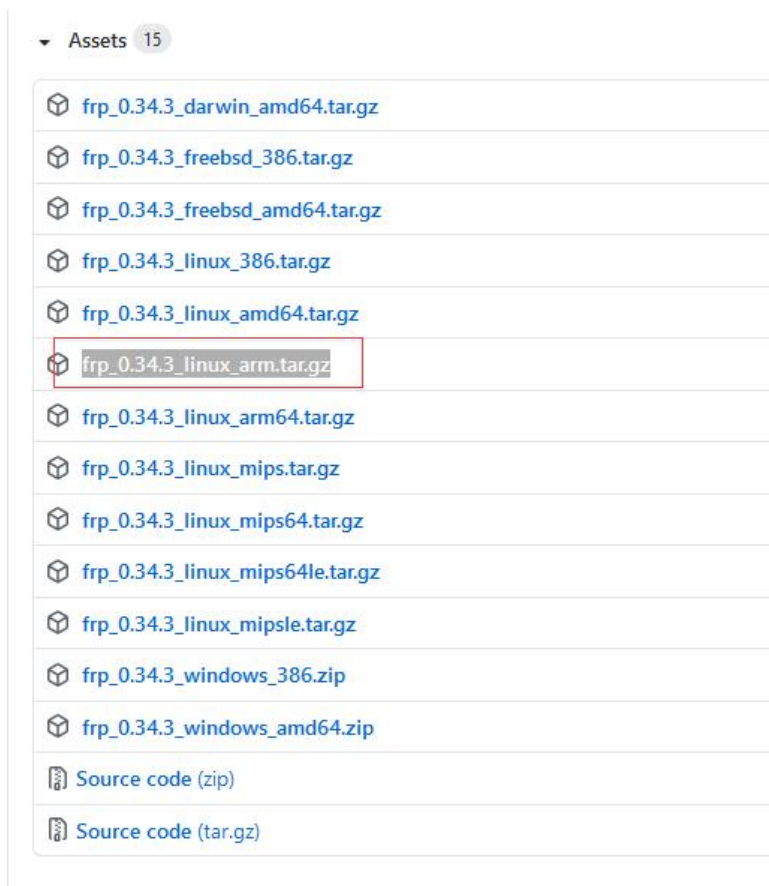 Assets 15
frp_0.34.3_darwin_amd64.tar.gz
frp_0.34.3_freebsd_386.tar.gz
frp_0.34.3_freebsd_amd64.tar.gz
frp_0.34.3_linux_386.tar.gz
frp_0.34.3_linux_amd64.tar.gz
frp_0.34.3_linux_arm.tar.gz
frp_0.34.3_linux_arm64.tar.gz
frp_0.34.3_linux_mips.tar.gz
frp_0.34.3_linux_mips64.tar.gz
frp_0.34.3_linux_mips64le.tar.gz
frp_0.34.3_linux_mipsle.tar.gz
frp_0.34.3_windows_386.zip
frp_0.34.3_windows_amd64.zip
Source code (zip)
Source code (tar.gz)